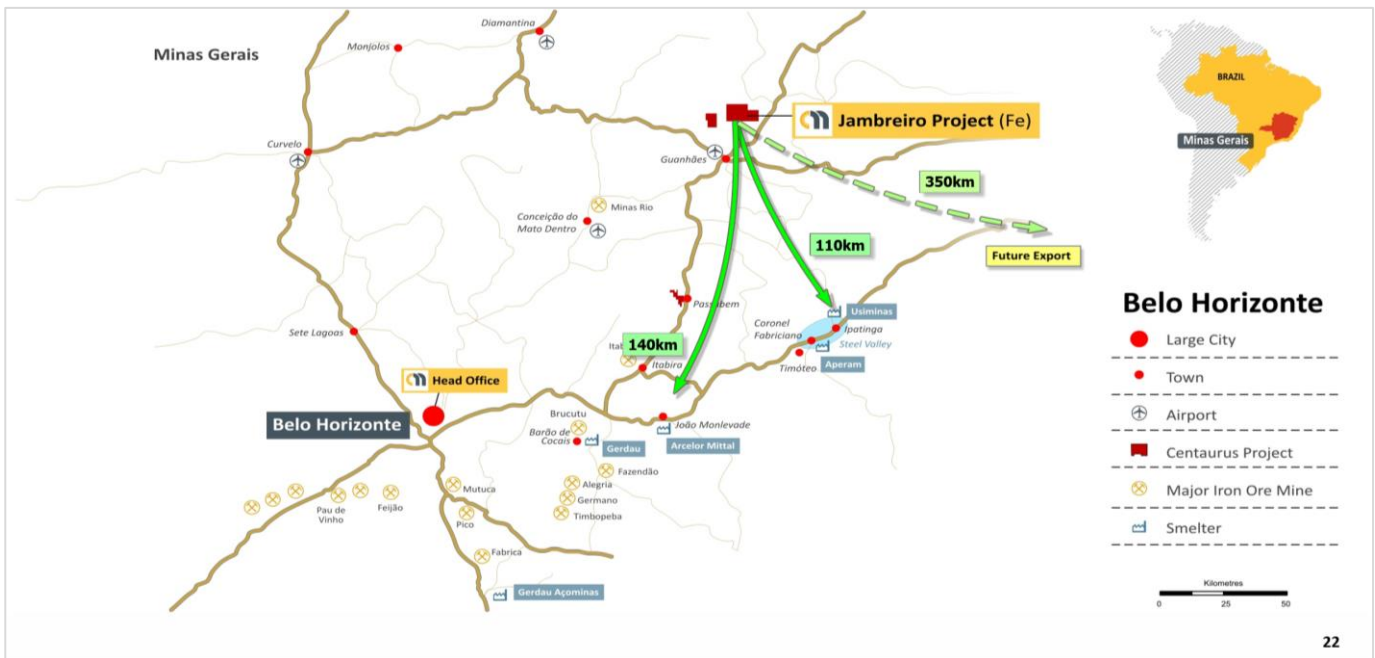 Minas Gerais
Monjolos
Diamantina
Curvelo
Guanhães
Jambreiro Project (Fe)
BRAZIL
Minas Gerais
350km
Conceição do
Mato Dentro
Minas Rio
110km
Future Export
Passabem
Sete Lagoas
140km
Itabira
Coronel
Fabriciano
Usiminas
Ipatinga
Steel Valley
Timóteo
Aperam
Head Office
Belo Horizonte
Brucutu
Barão de
Cocais
Gerdau
João Monlevade
Arcelor Mittal
Fazendão
Alegria
Germano
Timbopeba
Mutuca
Pico
Pau de
Vinho
Feijão
Fabrica
Gerdau Açominas
Belo Horizonte
Large City
Town
Airport
Centaurus Project
Major Iron Ore Mine
Smelter
Kilometres
0 25 50
22